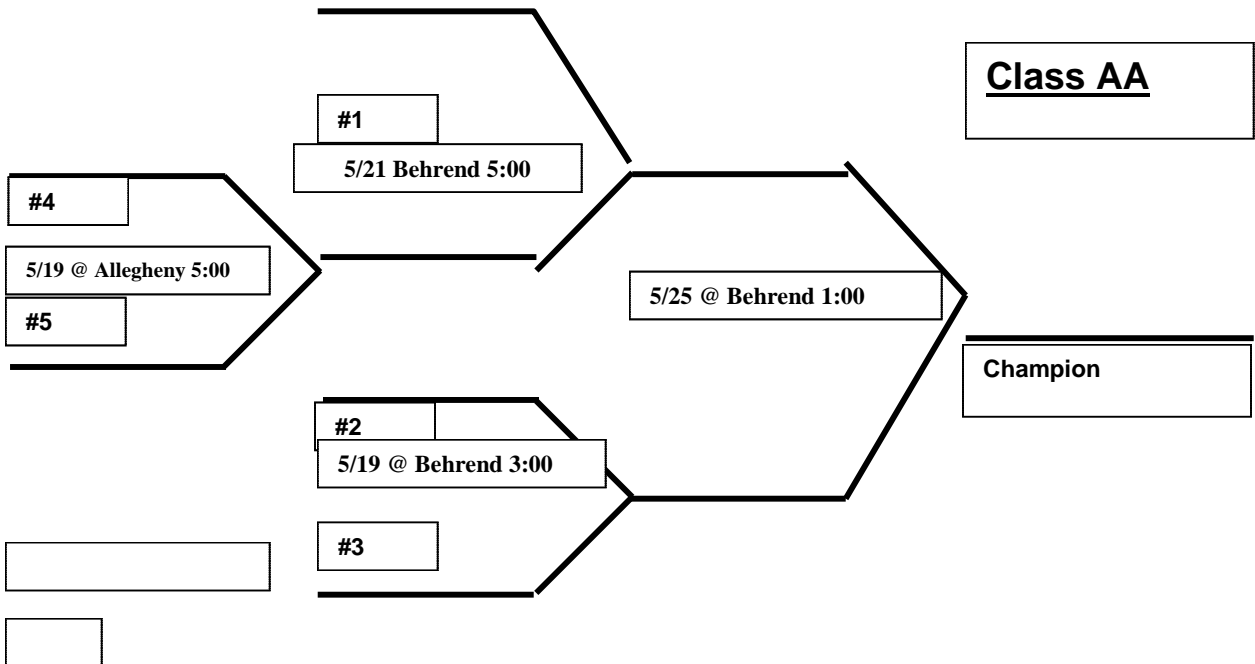 Class AA
#1
5/21 Behrend 5:00
#4
5/19 @ Allegheny 5:00
#5
5/25 @ Behrend 1:00
Champion
#2
5/19 @ Behrend 3:00
#3